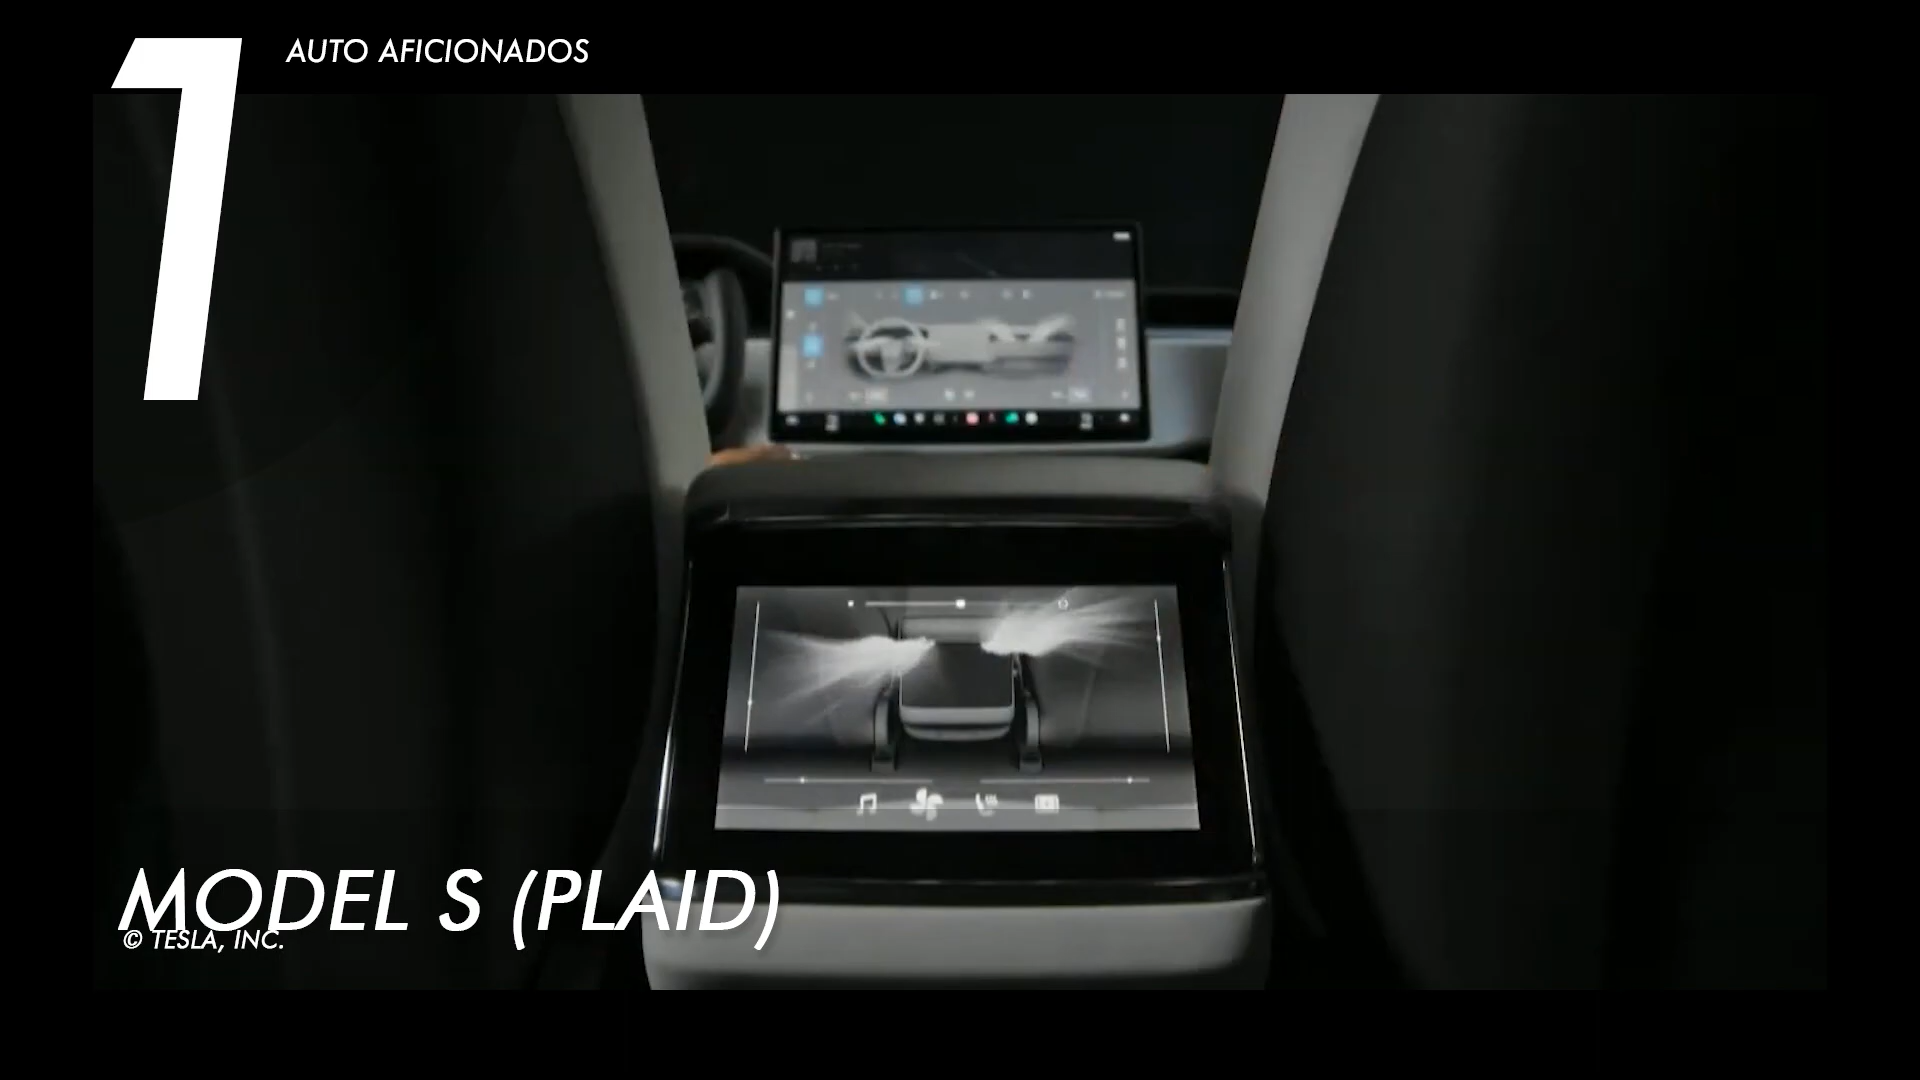 1
AUTO AFICIONADOS
MODEL S (PLAID)
© TESLA, INC.